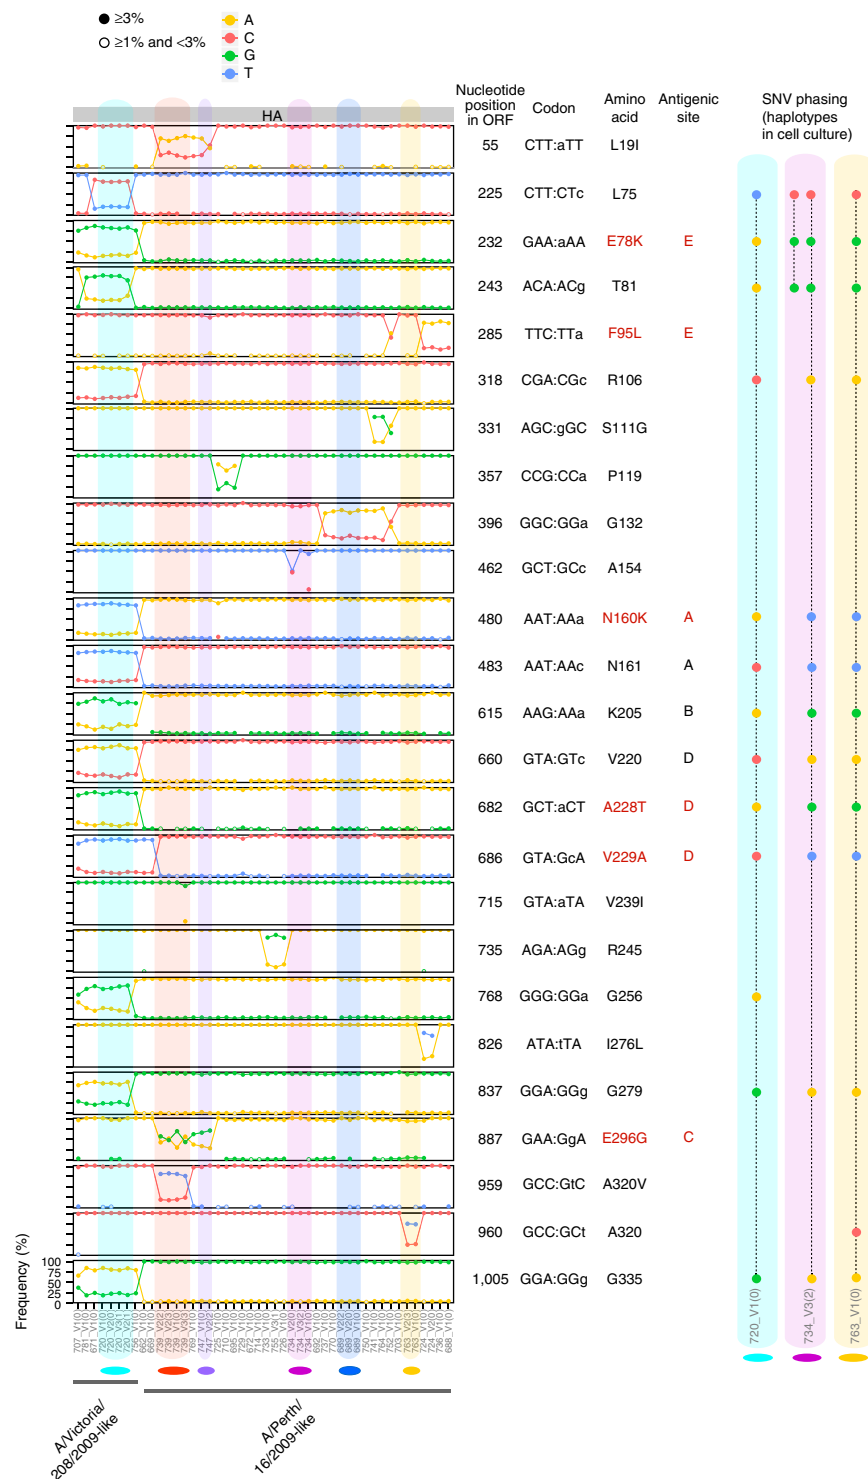 ≥3%
≥1% and <3%
A
C
G
T
HA
Nucleotide position in ORF
Codon
Amino acid
Antigenic site
SNV phasing (haplotypes in cell culture)
55 CTT:aTT L19I
225 CTT:CTc L75
232 GAA:aAA E78K E
243 ACA:ACg T81
285 TTC:TTa F95L E
318 CGA:CGc R106
331 AGC:gGC S111G
357 CCG:CCa P119
396 GGC:GGa G132
462 GCT:GCc A154
480 AAT:AAa N160K A
483 AAT:AAc N161 A
615 AAG:AAa K205 B
660 GTA:GTc V220 D
682 GCT:aCT A228T D
686 GTA:GcA V229A D
715 GTA:aTA V239I
735 AGA:AGg R245
768 GGG:GGa G256
826 ATA:tTA I276L
837 GGA:GGg G279
887 GAA:GgA E296G C
959 GCC:GtC A320V
960 GCC:GCt A320
1,005 GGA:GGg G335
Frequency (%)
100
75
50
25
0
720_V1(0)
734_V3(2)
763_V1(0)
A/Victoria/
208/2009-like
A/Perth/
16/2009-like